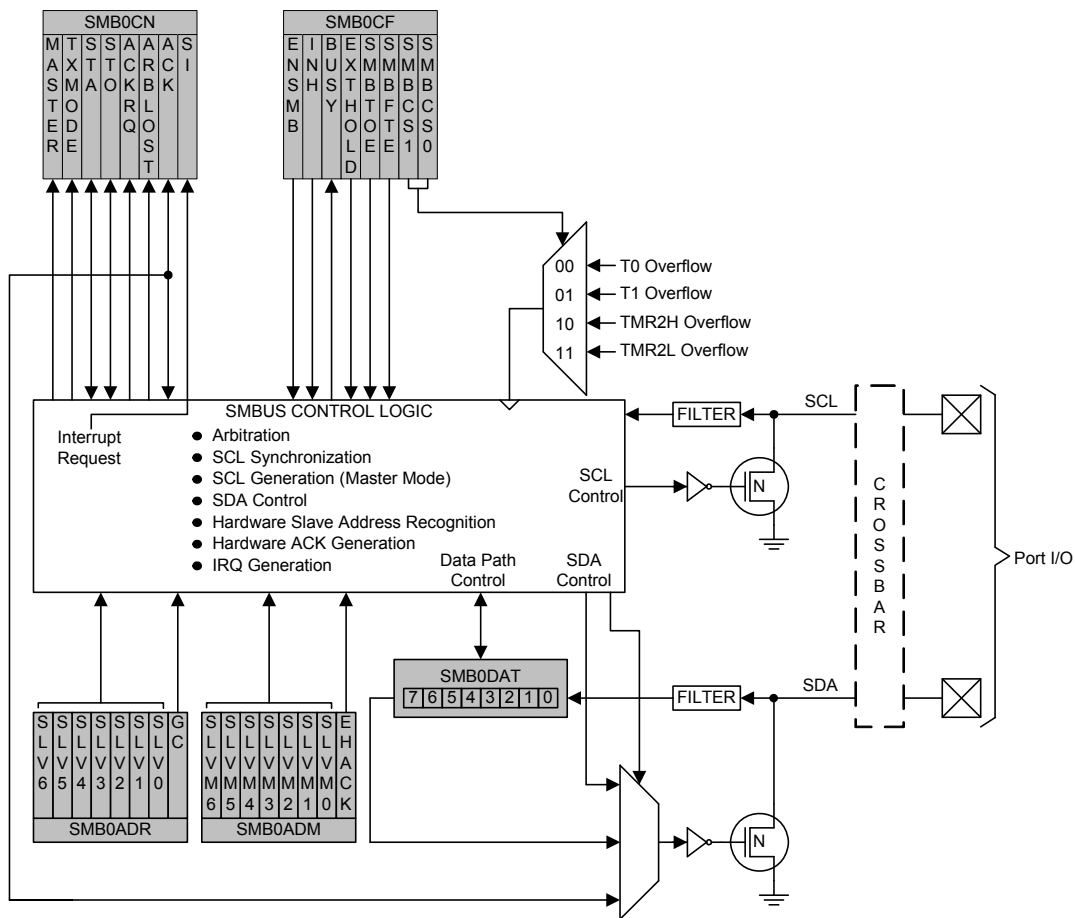 SMB0CN
MASTER
TXMODE
STA
STO
ACKRQ
ARBLOST
ACK
SI
SMB0CF
ENSMB
INH
BUSY
EXTHOLD
SMBTOE
SMBFTE
SMBCS1
SMBCS0
00
T0 Overflow
01
T1 Overflow
10
TMR2H Overflow
11
TMR2L Overflow
SMBUS CONTROL LOGIC
Interrupt
Request
● Arbitration
● SCL Synchronization
● SCL Generation (Master Mode)
● SDA Control
● Hardware Slave Address Recognition
● Hardware ACK Generation
● IRQ Generation
Data Path
Control
SDA
Control
SCL
Control
FILTER
SCL
N
CROSSBAR
Port I/O
SMB0DAT
7 6 5 4 3 2 1 0
FILTER
SDA
N
SLV6
SLV5
SLV4
SLV3
SLV2
SLV1
SLV0
GC
SMB0ADR
SLVM6
SLVM5
SLVM4
SLVM3
SLVM2
SLVM1
SLVM0
EHACK
SMB0ADM